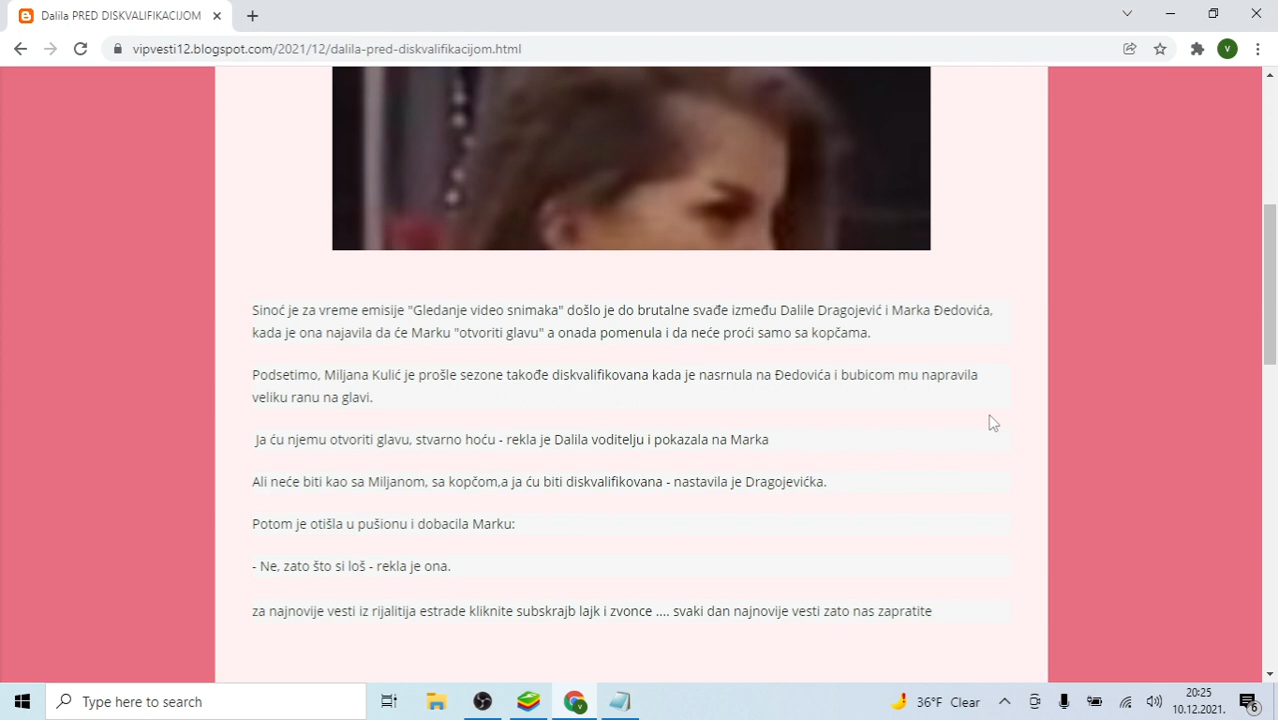 Dalila PRED DISKVALIFIKACIJOM
vipvesti12.blogspot.com/2021/12/dalila-pred-diskvalifikacijom.html
V
Sinoć je za vreme emisije "Gledanje video snimaka" došlo je do brutalne svađe između Dalile Dragojević i Marka Đedovića,
kada je ona najavila da će Marku "otvoriti glavu" a onada pomenula i da neće proći samo sa kopčama.
Podsetimo, Miljana Kulić je prošle sezone takođe diskvalifikovana kada je nasrnula na Đedovića i bubicom mu napravila
veliku ranu na glavi.
Ja ću njemu otvoriti glavu, stvarno hoću - rekla je Dalila voditelju i pokazala na Marka
Ali neće biti kao sa Miljanom, sa kopčom,a ja ću biti diskvalifikovana - nastavila je Dragojevićka.
Potom je otišla u pušionu i dobacila Marku:
- Ne, zato što si loš - rekla je ona.
za najnovije vesti iz rijalitija estrade kliknite subskrajb lajk i zvonce .... svaki dan najnovije vesti zato nas zapratite
Type here to search
V
36°F Clear
20:25
10.12.2021.
6